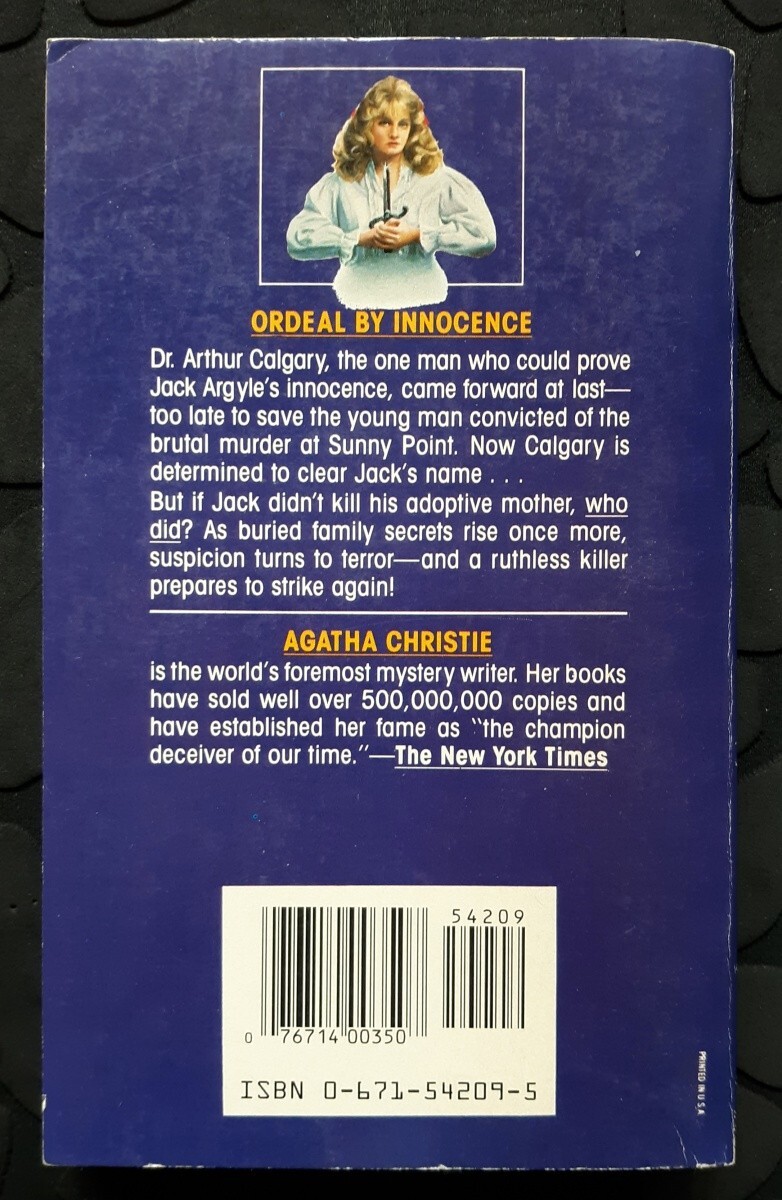 ORDEAL BY INNOCENCE
Dr. Arthur Calgary, the one man who could prove
Jack Argyle's innocence, came forward at last—
too late to save the young man convicted of the
brutal murder at Sunny Point. Now Calgary is
determined to clear Jack's name . . .
But if Jack didn't kill his adoptive mother, who
did? As buried family secrets rise once more,
suspicion turns to terror—and a ruthless killer
prepares to strike again!
AGATHA CHRISTIE
is the world's foremost mystery writer. Her books
have sold well over 500,000,000 copies and
have established her fame as "the champion
deceiver of our time."—The New York Times
54209
0 76714 00350
ISBN 0-671-54209-5
PRINTED IN U.S.A.